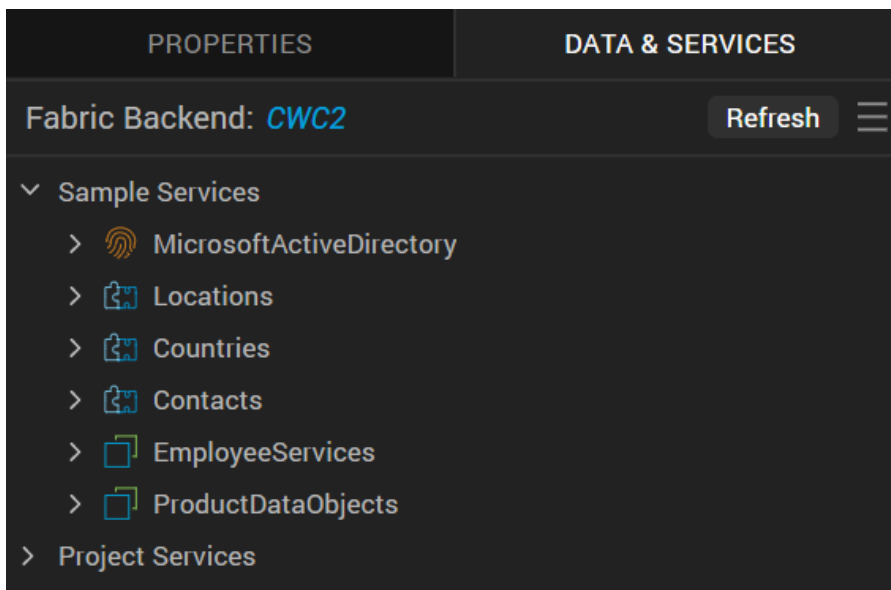 PROPERTIES
DATA & SERVICES
Fabric Backend: CWC2
Refresh
Sample Services
MicrosoftActiveDirectory
Locations
Countries
Contacts
EmployeeServices
ProductDataObjects
Project Services